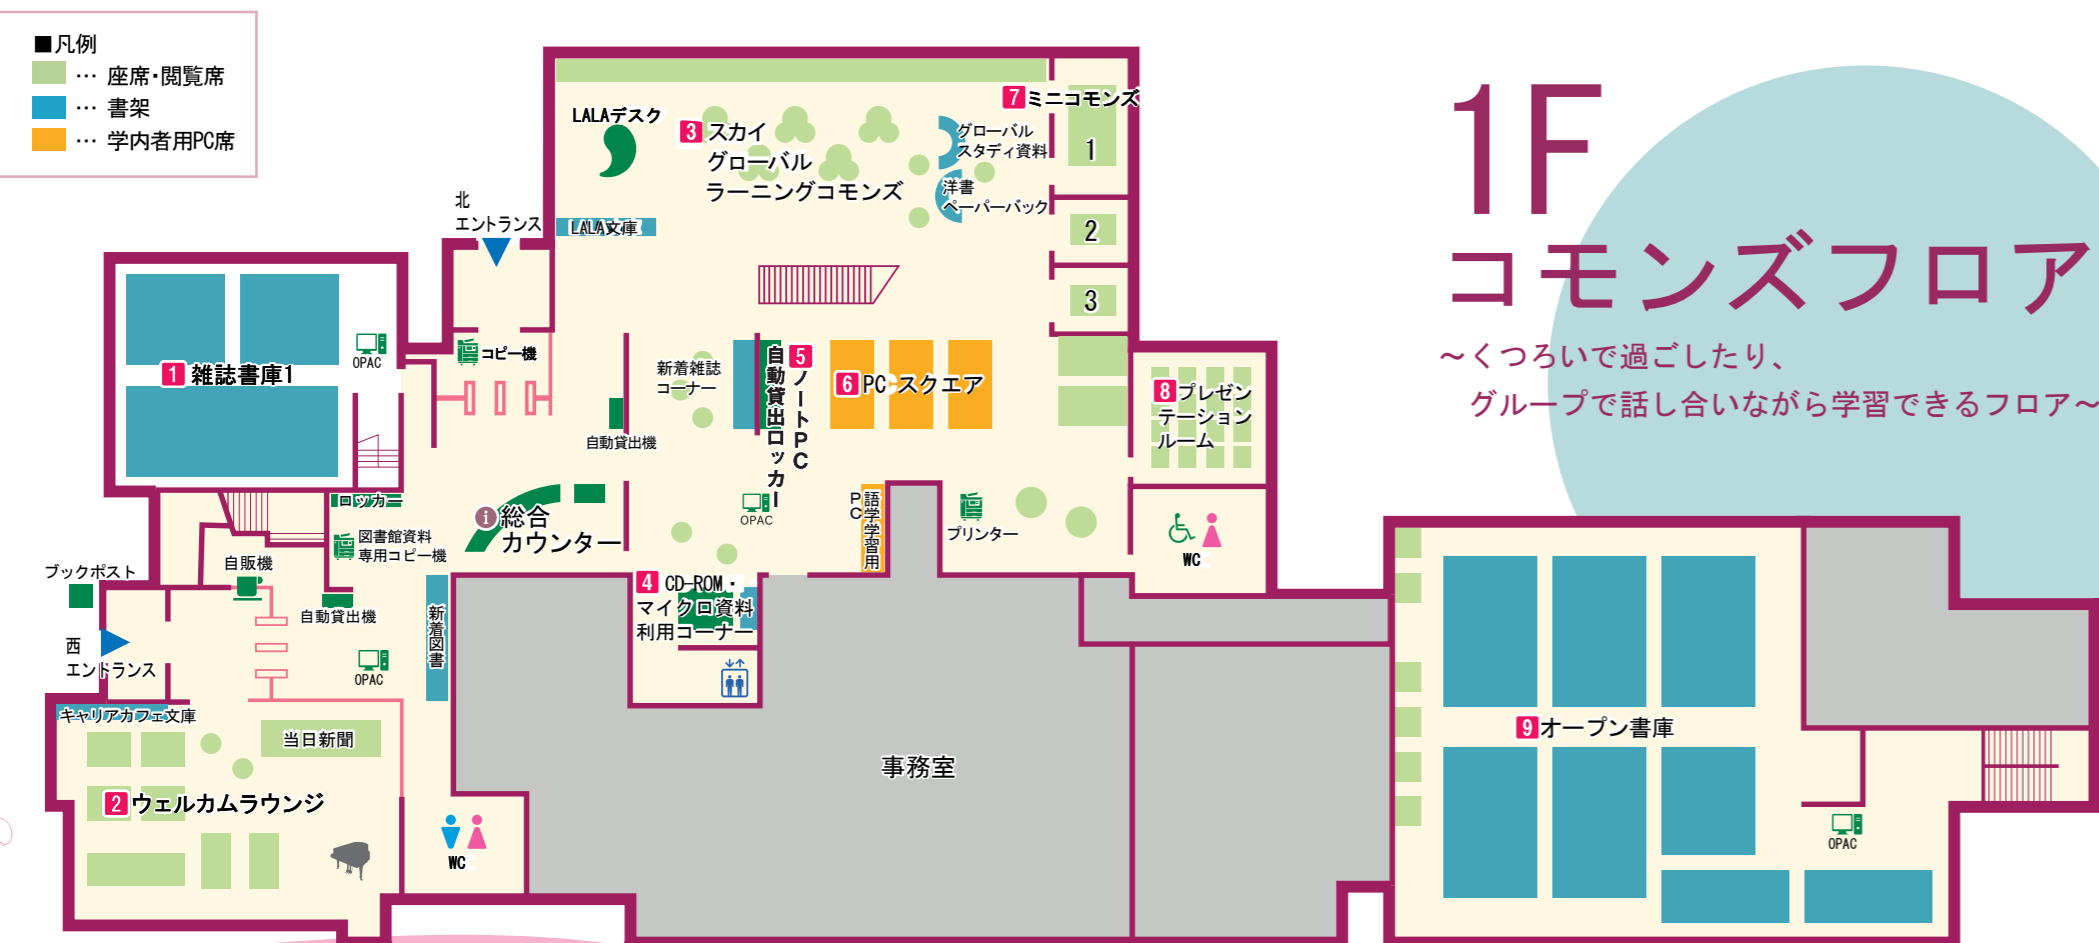 ■凡例
… 座席・閲覧席
… 書架
… 学内者用PC席
1F
コモンズフロア
～くつろいで過ごしたり、
グループで話し合いながら学習できるフロア～
LALAデスク
3 スカイ
グローバル
ラーニングコモンズ
グローバル
スタディ資料
洋書
ペーパーバック
7 ミニコモンズ
1
2
3
北
エントランス
LALA文庫
コピー機
OPAC
1 雑誌書庫1
新着雑誌
コーナー
自動貸出機
5 ノートPC
自動貸出ロッカー
6 PC スクエア
8 プレゼン
テーション
ルーム
ロッカー
図書館資料
専用コピー機
i 総合
カウンター
OPAC
語学学習用
PC
プリンター
WC
自販機
ブックポスト
自動貸出機
新着図書
4 CD-ROM・
マイクロ資料
利用コーナー
西
エントランス
OPAC
キャリアカフェ文庫
当日新聞
2 ウェルカムラウンジ
WC
事務室
9 オープン書庫
OPAC